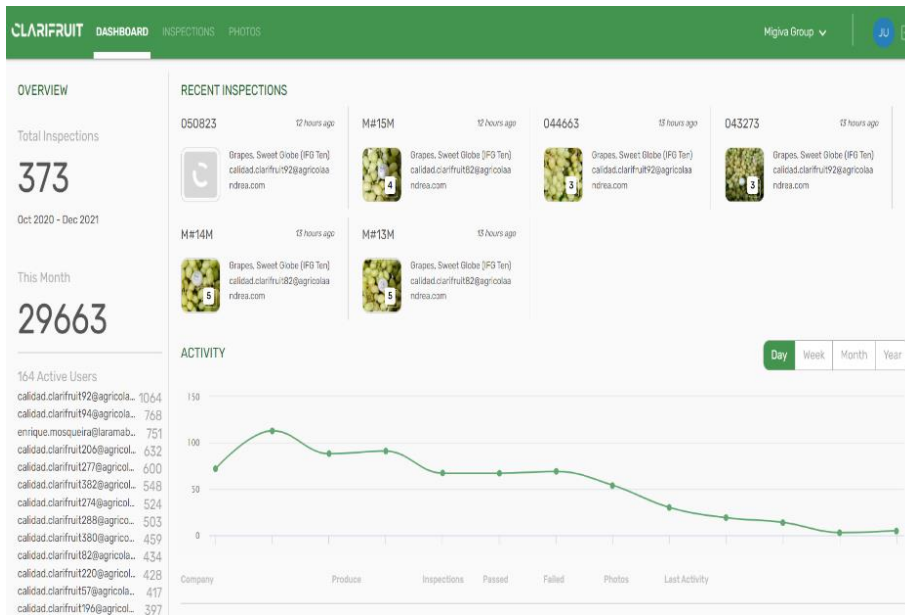 CLARIFRUIT DASHBOARD INSPECTIONS PHOTOS Migiva Group JU
OVERVIEW
Total Inspections
373
Oct 2020 - Dec 2021
This Month
29663
164 Active Users
calidad.clarifruit92@agricola... 1064
calidad.clarifruit94@agricola... 768
enrique.mosqueira@laramab... 751
calidad.clarifruit206@agricol... 632
calidad.clarifruit277@agricol... 600
calidad.clarifruit382@agricol... 548
calidad.clarifruit274@agricol... 524
calidad.clarifruit288@agrico... 503
calidad.clarifruit380@agrico... 459
calidad.clarifruit82@agricola... 434
calidad.clarifruit220@agricol... 428
calidad.clarifruit57@agricola... 417
calidad.clarifruit196@agricol... 397
RECENT INSPECTIONS
050823 12 hours ago
Grapes, Sweet Globe (IFG Ten)
calidad.clarifruit92@agricolaa
ndrea.com
M#15M 12 hours ago
4
Grapes, Sweet Globe (IFG Ten)
calidad.clarifruit82@agricolaa
ndrea.com
044663 13 hours ago
3
Grapes, Sweet Globe (IFG Ten)
calidad.clarifruit92@agricolaa
ndrea.com
043273 13 hours ago
3
Grapes, Sweet Globe (IFG Ten)
calidad.clarifruit92@agricolaa
ndrea.com
M#14M 13 hours ago
5
Grapes, Sweet Globe (IFG Ten)
calidad.clarifruit82@agricolaa
ndrea.com
M#13M 13 hours ago
5
Grapes, Sweet Globe (IFG Ten)
calidad.clarifruit82@agricolaa
ndrea.com
ACTIVITY
Day Week Month Year
150
100
50
0
Company Produce Inspections Passed Failed Photos Last Activity